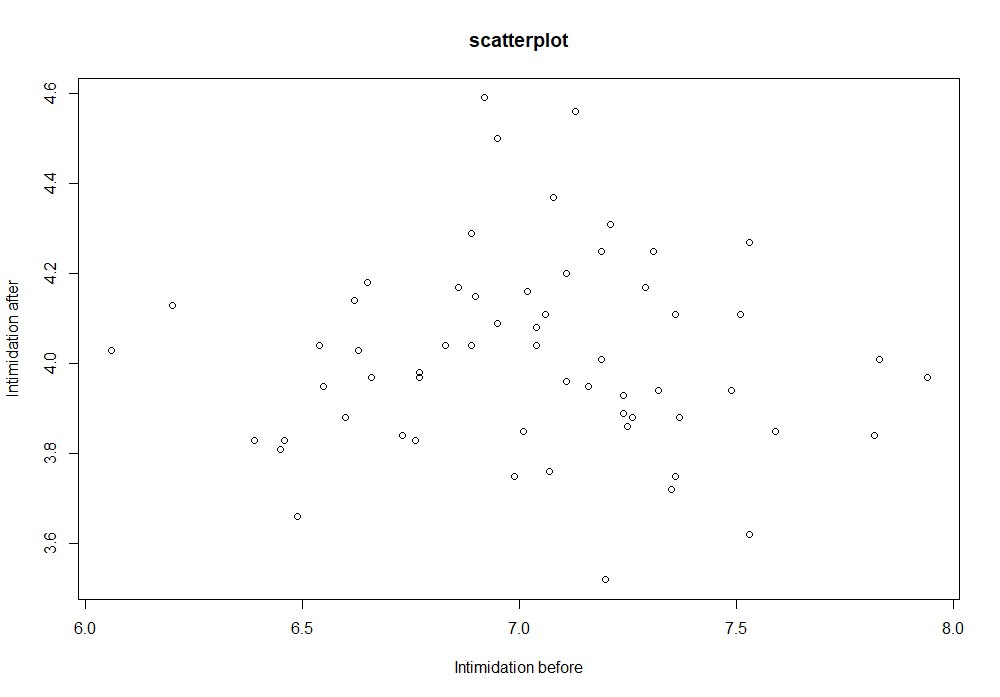 scatterplot
4.6
4.4
4.2
4.0
3.8
3.6
Intimidation after
6.0 6.5 7.0 7.5 8.0
Intimidation before